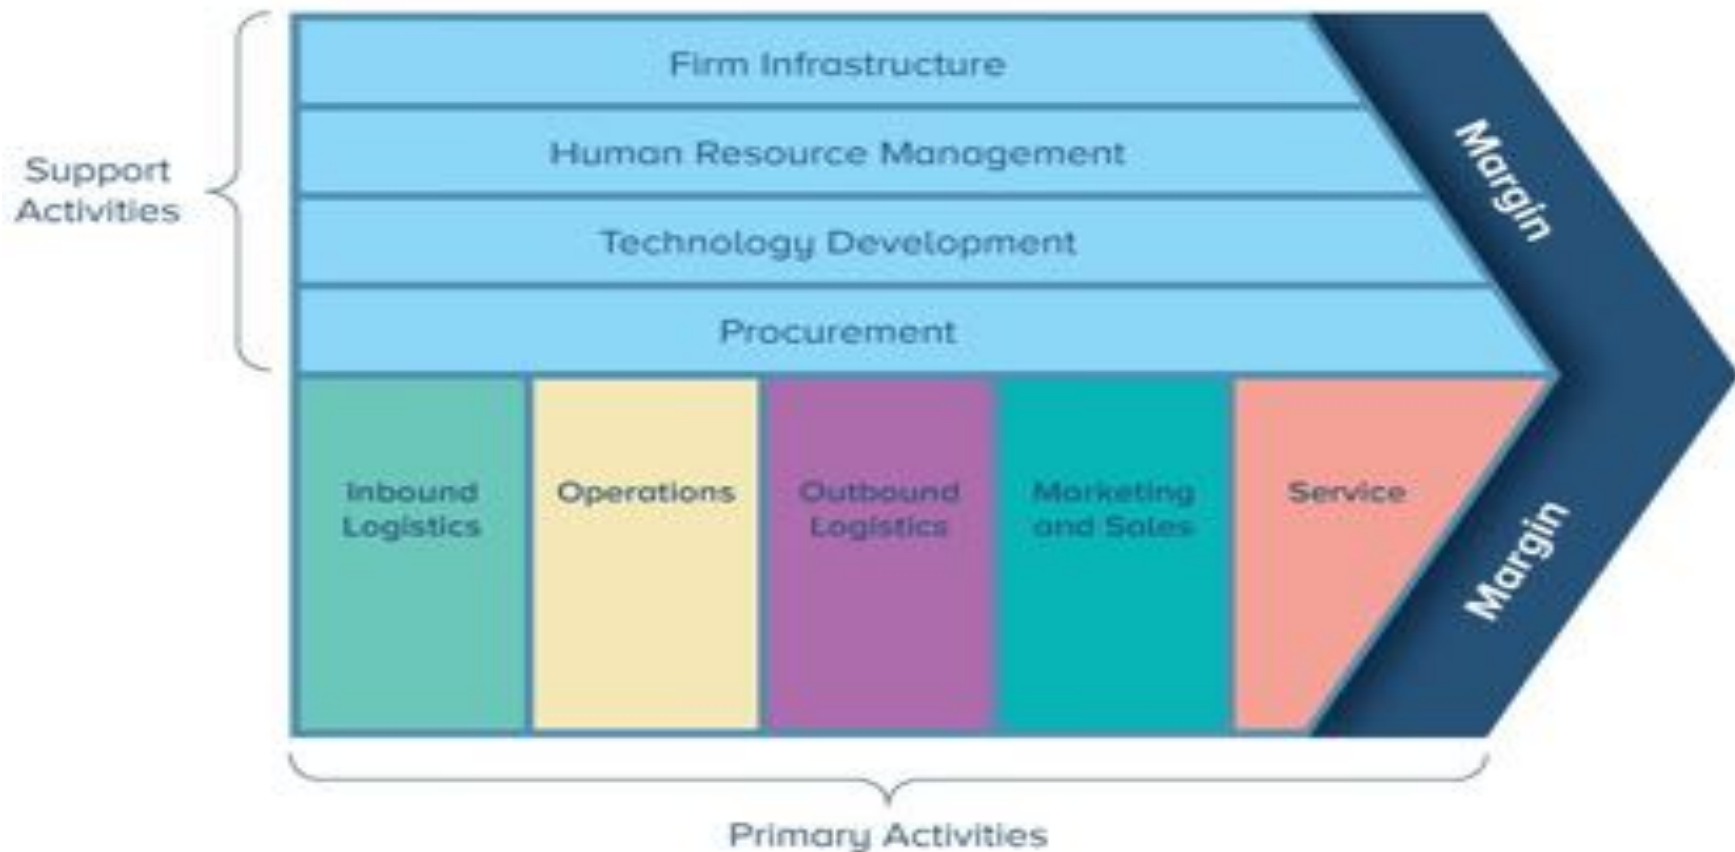 Support
Activities
Firm Infrastructure
Human Resource Management
Technology Development
Procurement
Margin
Inbound
Logistics
Operations
Outbound
Logistics
Marketing
and Sales
Service
Margin
Primary Activities